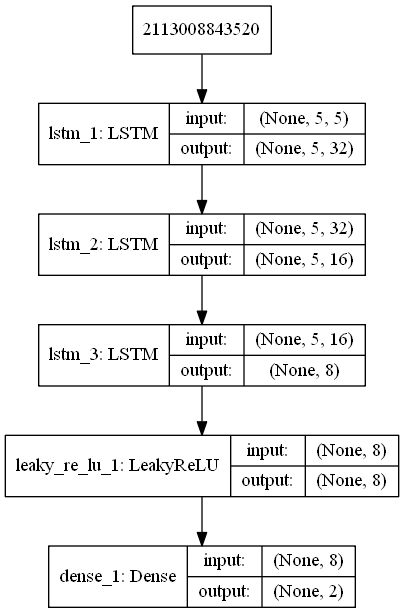 2113008843520
lstm_1: LSTM
input: (None, 5, 5)
output: (None, 5, 32)
lstm_2: LSTM
input: (None, 5, 32)
output: (None, 5, 16)
lstm_3: LSTM
input: (None, 5, 16)
output: (None, 8)
leaky_re_lu_1: LeakyReLU
input: (None, 8)
output: (None, 8)
dense_1: Dense
input: (None, 8)
output: (None, 2)